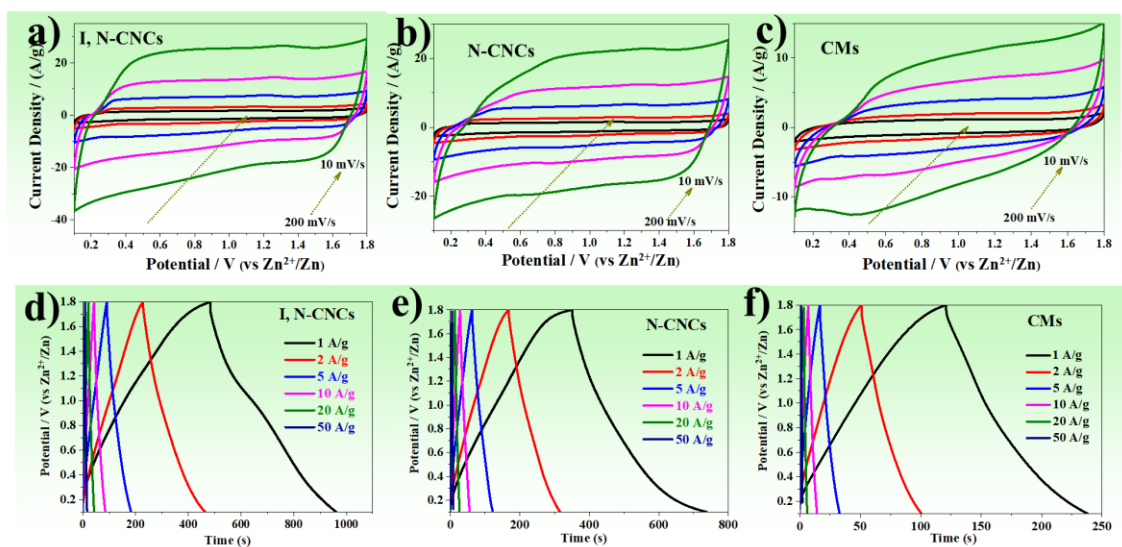 a)
I, N-CNCs
Current Density / (A/g)
20
0
-20
-40
10 mV/s
200 mV/s
0.2 0.4 0.6 0.8 1.0 1.2 1.4 1.6 1.8
Potential / V (vs Zn²⁺/Zn)
b)
N-CNCs
Current Density / (A/g)
20
0
-20
10 mV/s
200 mV/s
0.2 0.4 0.6 0.8 1.0 1.2 1.4 1.6 1.8
Potential / V (vs Zn²⁺/Zn)
c)
CMs
Current Density / (A/g)
10
0
-10
10 mV/s
200 mV/s
0.2 0.4 0.6 0.8 1.0 1.2 1.4 1.6 1.8
Potential / V (vs Zn²⁺/Zn)
d)
I, N-CNCs
1 A/g
2 A/g
5 A/g
10 A/g
20 A/g
50 A/g
Potential / V (vs Zn²⁺/Zn)
1.8
1.6
1.4
1.2
1.0
0.8
0.6
0.4
0.2
0 200 400 600 800 1000
Time (s)
e)
N-CNCs
1 A/g
2 A/g
5 A/g
10 A/g
20 A/g
50 A/g
Potential / V (vs Zn²⁺/Zn)
1.8
1.6
1.4
1.2
1.0
0.8
0.6
0.4
0.2
0 200 400 600 800
Time (s)
f)
CMs
1 A/g
2 A/g
5 A/g
10 A/g
20 A/g
50 A/g
Potential / V (vs Zn²⁺/Zn)
1.8
1.6
1.4
1.2
1.0
0.8
0.6
0.4
0.2
0 50 100 150 200 250
Time (s)